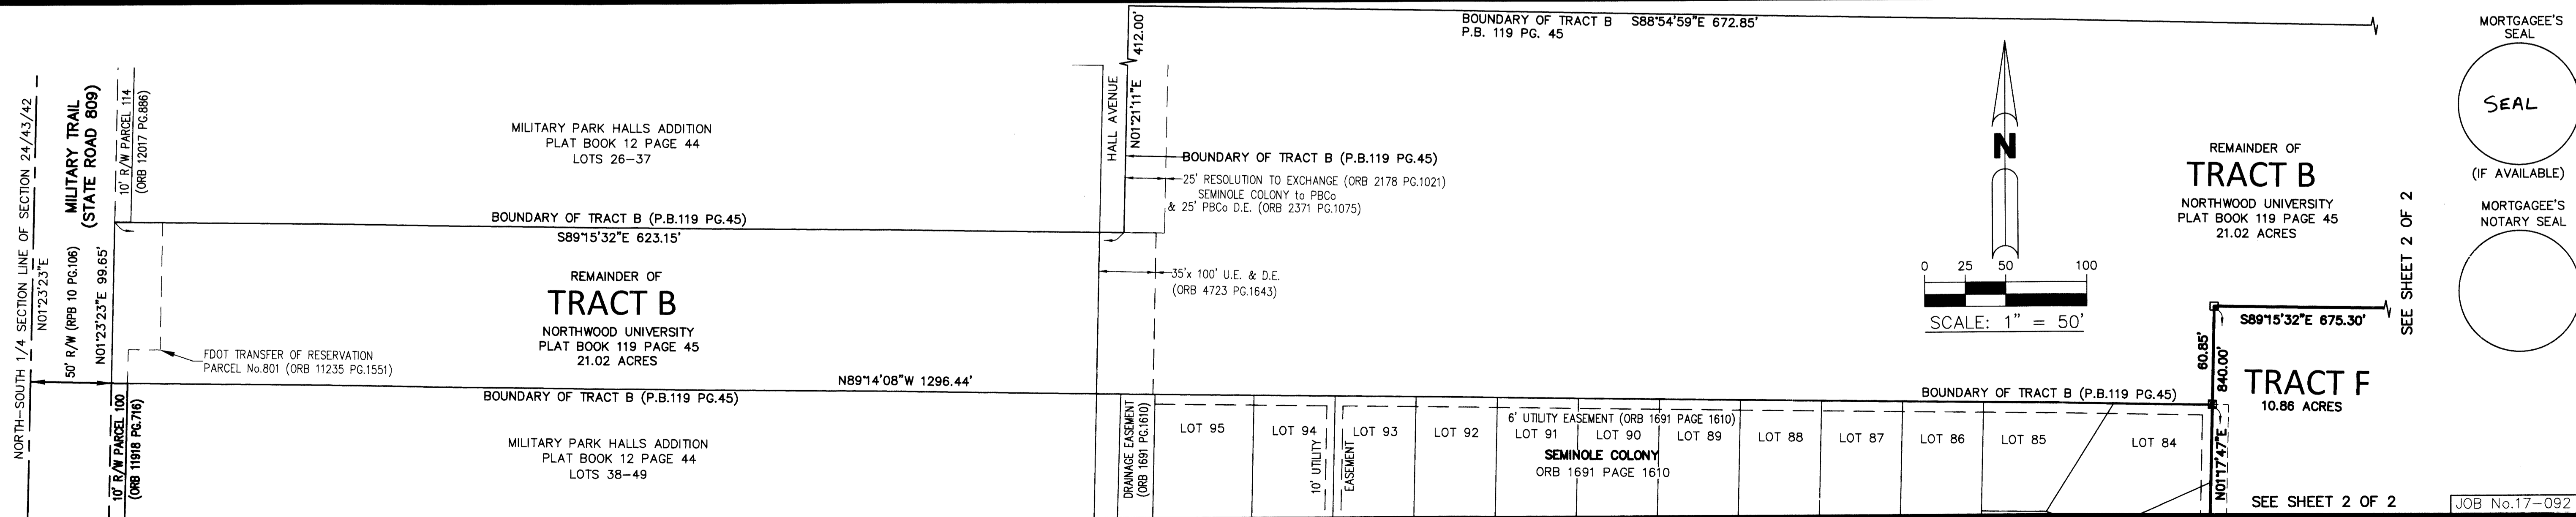 NORTH-SOUTH 1/4 SECTION LINE OF SECTION 24/43/42
N01°23'23"E
MILITARY TRAIL
(STATE ROAD 809)
50' R/W (RPB 10 PG.106)
N01°23'23"E 99.65'
10' R/W PARCEL 114
(ORB 12017 PG.886)
10' R/W PARCEL 100
(ORB 11918 PG.716)
MILITARY PARK HALLS ADDITION
PLAT BOOK 12 PAGE 44
LOTS 26-37
BOUNDARY OF TRACT B (P.B.119 PG.45)
S89°15'32"E 623.15'
REMAINDER OF
TRACT B
NORTHWOOD UNIVERSITY
PLAT BOOK 119 PAGE 45
21.02 ACRES
FDOT TRANSFER OF RESERVATION
PARCEL No.801 (ORB 11235 PG.1551)
N89°14'08"W 1296.44'
BOUNDARY OF TRACT B (P.B.119 PG.45)
MILITARY PARK HALLS ADDITION
PLAT BOOK 12 PAGE 44
LOTS 38-49
HALL AVENUE
N01°21'11"E
412.00'
BOUNDARY OF TRACT B S88°54'59"E 672.85'
P.B. 119 PG. 45
BOUNDARY OF TRACT B (P.B.119 PG.45)
25' RESOLUTION TO EXCHANGE (ORB 2178 PG.1021)
SEMINOLE COLONY to PBCo
& 25' PBCo D.E. (ORB 2371 PG.1075)
35'x 100' U.E. & D.E.
(ORB 4723 PG.1643)
DRAINAGE EASEMENT
(ORB 1691 PG.1610)
LOT 95
LOT 94
10' UTILITY
EASEMENT
LOT 93
LOT 92
6' UTILITY EASEMENT (ORB 1691 PAGE 1610)
LOT 91
LOT 90
LOT 89
LOT 88
LOT 87
LOT 86
LOT 85
LOT 84
SEMINOLE COLONY
ORB 1691 PAGE 1610
N
0 25 50 100
SCALE: 1" = 50'
BOUNDARY OF TRACT B (P.B.119 PG.45)
REMAINDER OF
TRACT B
NORTHWOOD UNIVERSITY
PLAT BOOK 119 PAGE 45
21.02 ACRES
S89°15'32"E 675.30'
60.85'
840.00'
TRACT F
10.86 ACRES
N01°17'47"E
SEE SHEET 2 OF 2
SEE SHEET 2 OF 2
MORTGAGEE'S
SEAL
SEAL
(IF AVAILABLE)
MORTGAGEE'S
NOTARY SEAL
JOB No.17-092